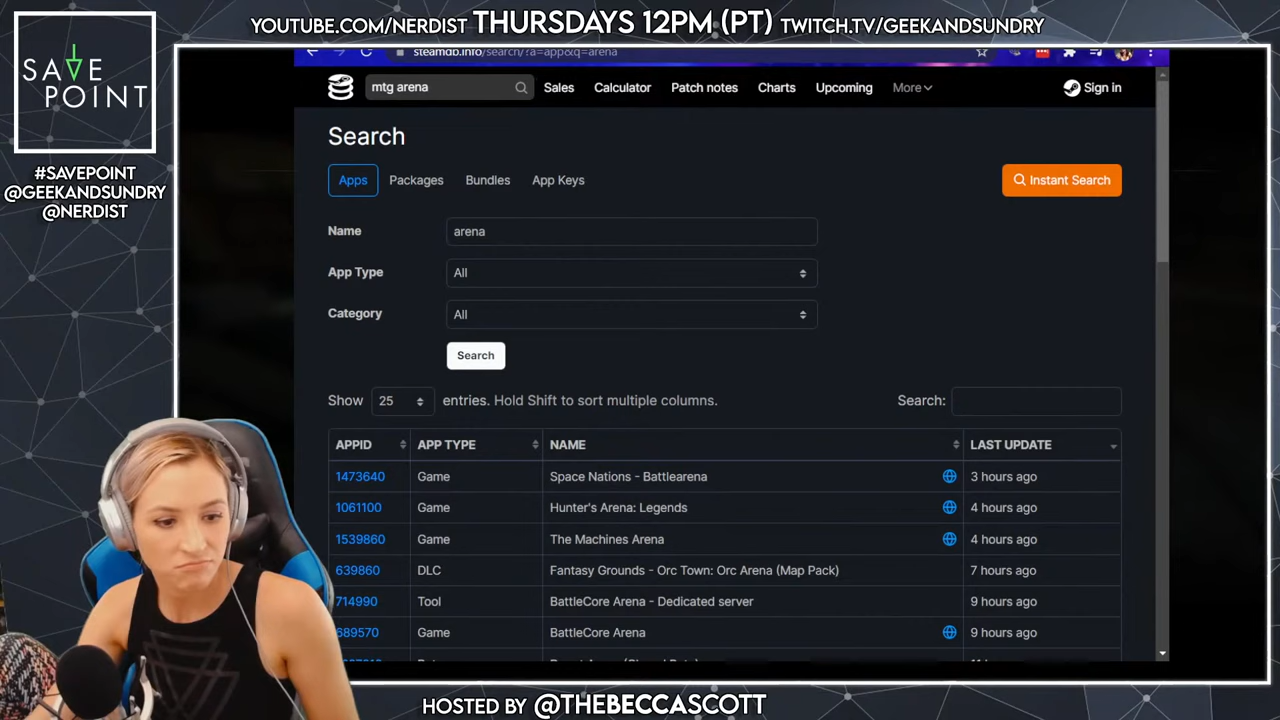 YOUTUBE.COM/NERDIST THURSDAYS 12PM (PT) TWITCH.TV/GEEKANDSUNDRY
SAVE
POINT
#SAVEPOINT
@GEEKANDSUNDRY
@NERDIST
steamdb.info/search/?a=app&q=arena
mtg arena
Sales
Calculator
Patch notes
Charts
Upcoming
More
Sign in
Search
Apps
Packages
Bundles
App Keys
Instant Search
Name
arena
App Type
All
Category
All
Search
Show 25 entries. Hold Shift to sort multiple columns.
Search:
APPID APP TYPE NAME LAST UPDATE
1473640 Game Space Nations - Battlearena 3 hours ago
1061100 Game Hunter's Arena: Legends 4 hours ago
1539860 Game The Machines Arena 4 hours ago
639860 DLC Fantasy Grounds - Orc Town: Orc Arena (Map Pack) 7 hours ago
714990 Tool BattleCore Arena - Dedicated server 9 hours ago
689570 Game BattleCore Arena 9 hours ago
HOSTED BY @THEBECCASCOTT